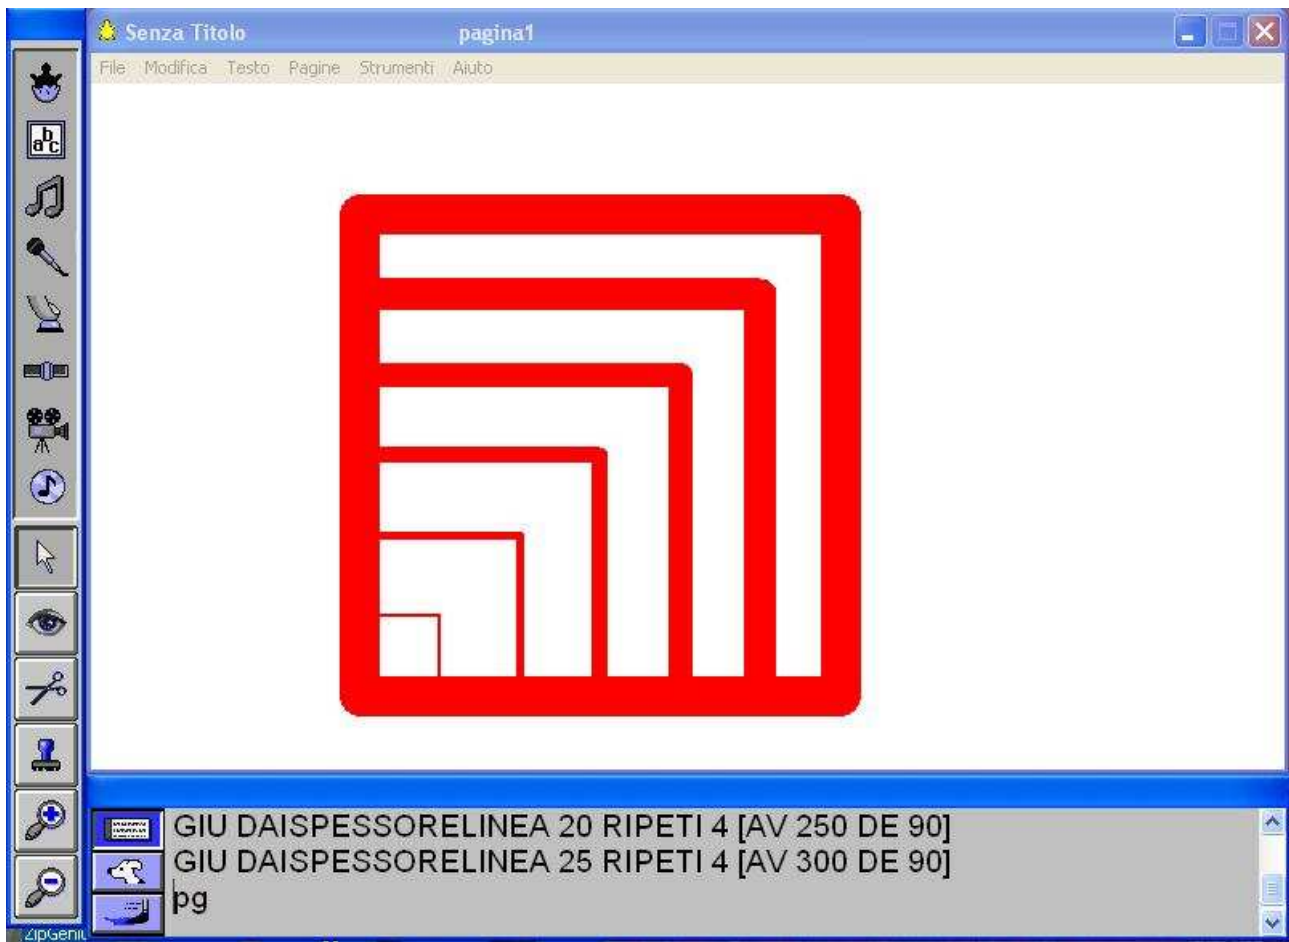 Senza Titolo pagina1
File Modifica Testo Pagine Strumenti Aiuto
abc
GIU DAISPESSORELINEA 20 RIPETI 4 [AV 250 DE 90]
GIU DAISPESSORELINEA 25 RIPETI 4 [AV 300 DE 90]
pg